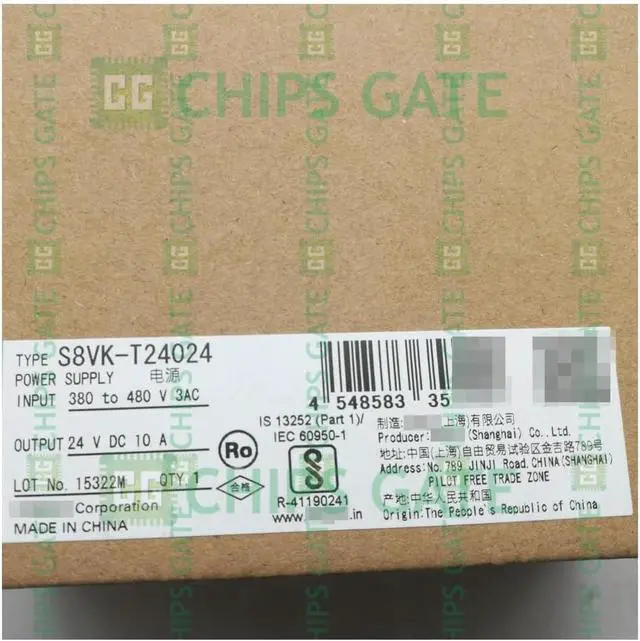 CHIPS GATE
TYPE S8VK-T24024
POWER SUPPLY 电源
INPUT 380 to 480 V 3AC
OUTPUT 24 V DC 10 A
LOT No. 15322M QTY.1
Corporation
MADE IN CHINA
Ro
合格
4 548583 35
IS 13252 (Part 1)/
IEC 60950-1
R-41190241
www. .in
制造: 上海)有限公司
Producer: (Shanghai) Co.,Ltd.
地址:中国(上海)自由贸易试验区金吉路789号
Address:No.789 JINJI Road.CHINA(SHANGHAI)
PILOT FREE TRADE ZONE
产地:中华人民共和国
Origin:The People's Republic of China